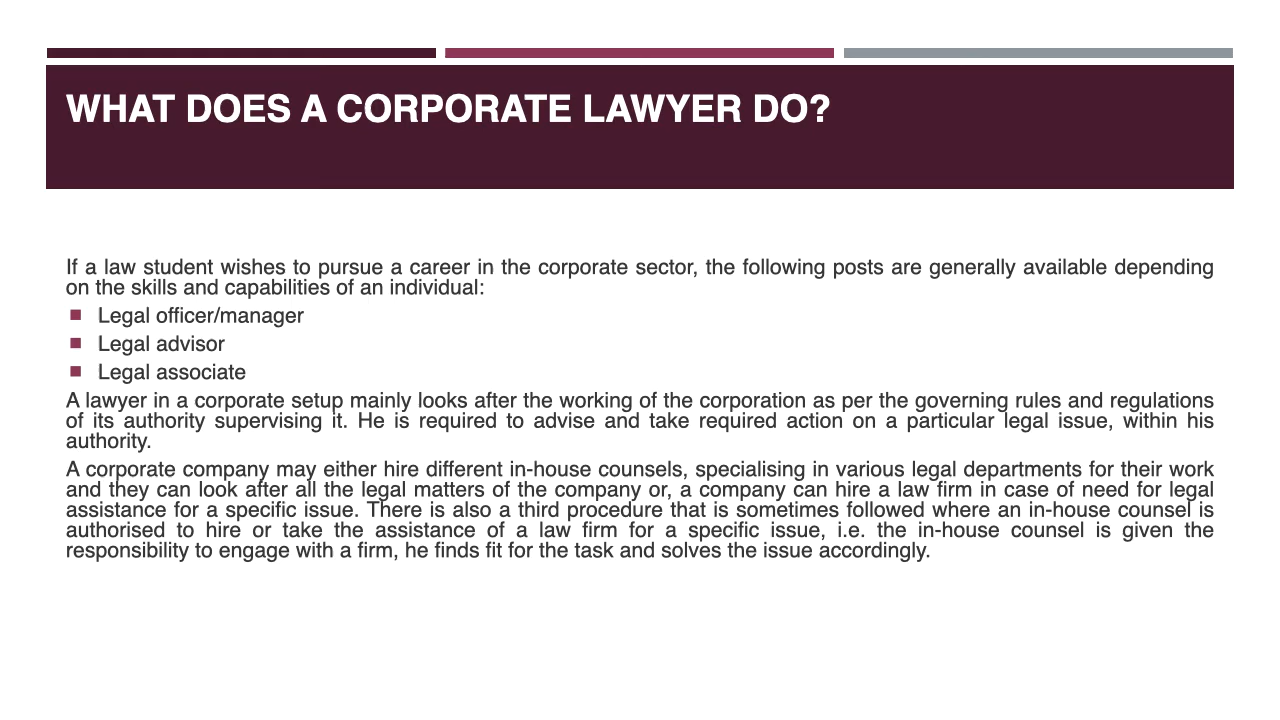 WHAT DOES A CORPORATE LAWYER DO?
If a law student wishes to pursue a career in the corporate sector, the following posts are generally available depending
on the skills and capabilities of an individual:
Legal officer/manager
Legal advisor
Legal associate
A lawyer in a corporate setup mainly looks after the working of the corporation as per the governing rules and regulations
of its authority supervising it. He is required to advise and take required action on a particular legal issue, within his
authority.
A corporate company may either hire different in-house counsels, specialising in various legal departments for their work
and they can look after all the legal matters of the company or, a company can hire a law firm in case of need for legal
assistance for a specific issue. There is also a third procedure that is sometimes followed where an in-house counsel is
authorised to hire or take the assistance of a law firm for a specific issue, i.e. the in-house counsel is given the
responsibility to engage with a firm, he finds fit for the task and solves the issue accordingly.